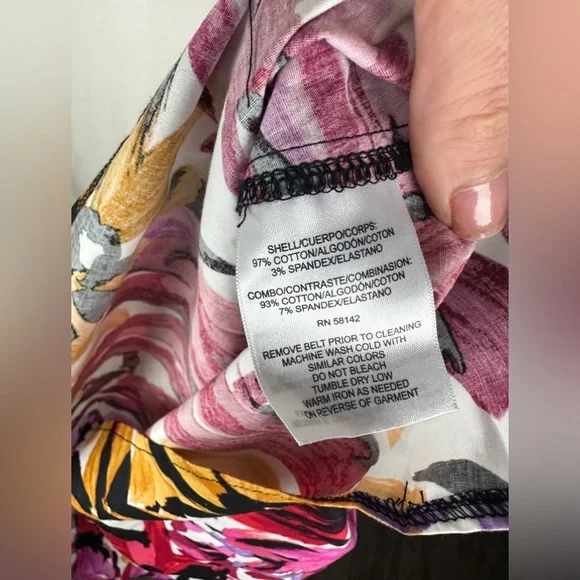 SHELL/CUERPO/CORPS:
97% COTTON/ALGODÓN/COTON
3% SPANDEX/ELASTANO
COMBO/CONTRASTE/COMBINASION:
93% COTTON/ALGODÓN/COTON
7% SPANDEX/ELASTANO
RN 58142
REMOVE BELT PRIOR TO CLEANING
MACHINE WASH COLD WITH
SIMILAR COLORS
DO NOT BLEACH
TUMBLE DRY LOW
WARM IRON AS NEEDED
ON REVERSE OF GARMENT